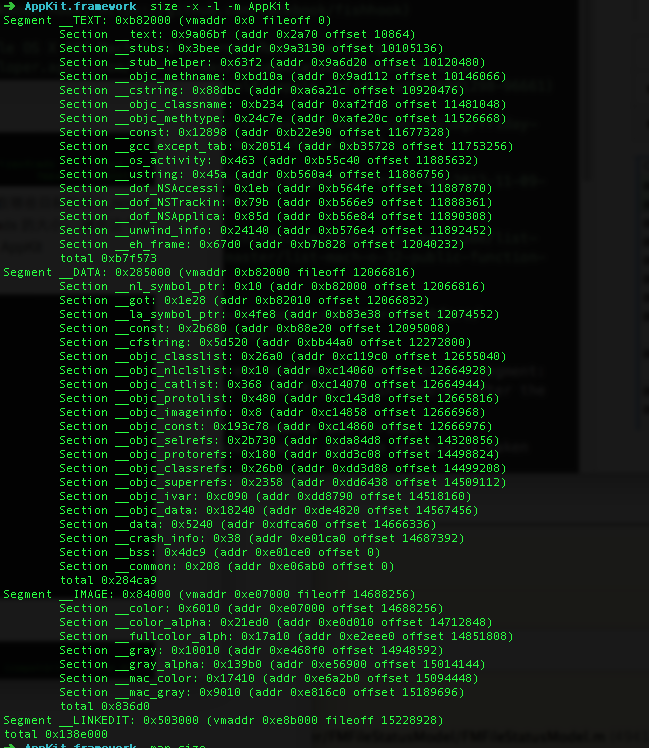 ➜ AppKit.framework size -x -l -m AppKit
Segment __TEXT: 0xb82000 (vmaddr 0x0 fileoff 0)
Section __text: 0x9a06bf (addr 0x2a70 offset 10864)
Section __stubs: 0x3bee (addr 0x9a3130 offset 10105136)
Section __stub_helper: 0x63f2 (addr 0x9a6d20 offset 10120480)
Section __objc_methname: 0xbd10a (addr 0x9ad112 offset 10146066)
Section __cstring: 0x88dbc (addr 0xa6a21c offset 10920476)
Section __objc_classname: 0xb234 (addr 0xaf2fd8 offset 11481048)
Section __objc_methtype: 0x24c7e (addr 0xafe20c offset 11526668)
Section __const: 0x12898 (addr 0xb22e90 offset 11677328)
Section __gcc_except_tab: 0x20514 (addr 0xb35728 offset 11753256)
Section __os_activity: 0x463 (addr 0xb55c40 offset 11885632)
Section __ustring: 0x45a (addr 0xb560a4 offset 11886756)
Section __dof_NSAccessi: 0x1eb (addr 0xb564fe offset 11887870)
Section __dof_NSTrackin: 0x79b (addr 0xb566e9 offset 11888361)
Section __dof_NSApplica: 0x85d (addr 0xb56e84 offset 11890308)
Section __unwind_info: 0x24140 (addr 0xb576e4 offset 11892452)
Section __eh_frame: 0x67d0 (addr 0xb7b828 offset 12040232)
total 0xb7f573
Segment __DATA: 0x285000 (vmaddr 0xb82000 fileoff 12066816)
Section __nl_symbol_ptr: 0x10 (addr 0xb82000 offset 12066816)
Section __got: 0x1e28 (addr 0xb82010 offset 12066832)
Section __la_symbol_ptr: 0x4fe8 (addr 0xb83e38 offset 12074552)
Section __const: 0x2b680 (addr 0xb88e20 offset 12095008)
Section __cfstring: 0x5d520 (addr 0xbb44a0 offset 12272800)
Section __objc_classlist: 0x26a0 (addr 0xc119c0 offset 12655040)
Section __objc_nlclslist: 0x10 (addr 0xc14060 offset 12664928)
Section __objc_catlist: 0x368 (addr 0xc14070 offset 12664944)
Section __objc_protolist: 0x480 (addr 0xc143d8 offset 12665816)
Section __objc_imageinfo: 0x8 (addr 0xc14858 offset 12666968)
Section __objc_const: 0x193c78 (addr 0xc14860 offset 12666976)
Section __objc_selrefs: 0x2b730 (addr 0xda84d8 offset 14320856)
Section __objc_protorefs: 0x180 (addr 0xdd3c08 offset 14498824)
Section __objc_classrefs: 0x26b0 (addr 0xdd3d88 offset 14499208)
Section __objc_superrefs: 0x2358 (addr 0xdd6438 offset 14509112)
Section __objc_ivar: 0xc090 (addr 0xdd8790 offset 14518160)
Section __objc_data: 0x18240 (addr 0xde4820 offset 14567456)
Section __data: 0x5240 (addr 0xdfca60 offset 14666336)
Section __crash_info: 0x38 (addr 0xe01ca0 offset 14687392)
Section __bss: 0x4dc9 (addr 0xe01ce0 offset 0)
Section __common: 0x208 (addr 0xe06ab0 offset 0)
total 0x284ca9
Segment __IMAGE: 0x84000 (vmaddr 0xe07000 fileoff 14688256)
Section __color: 0x6010 (addr 0xe07000 offset 14688256)
Section __color_alpha: 0x21ed0 (addr 0xe0d010 offset 14712848)
Section __fullcolor_alph: 0x17a10 (addr 0xe2eee0 offset 14851808)
Section __gray: 0x10010 (addr 0xe468f0 offset 14948592)
Section __gray_alpha: 0x139b0 (addr 0xe56900 offset 15014144)
Section __mac_color: 0x17410 (addr 0xe6a2b0 offset 15094448)
Section __mac_gray: 0x9010 (addr 0xe816c0 offset 15189696)
total 0x836d0
Segment __LINKEDIT: 0x503000 (vmaddr 0xe8b000 fileoff 15228928)
total 0x138e000
➜ AppKit.framework man size